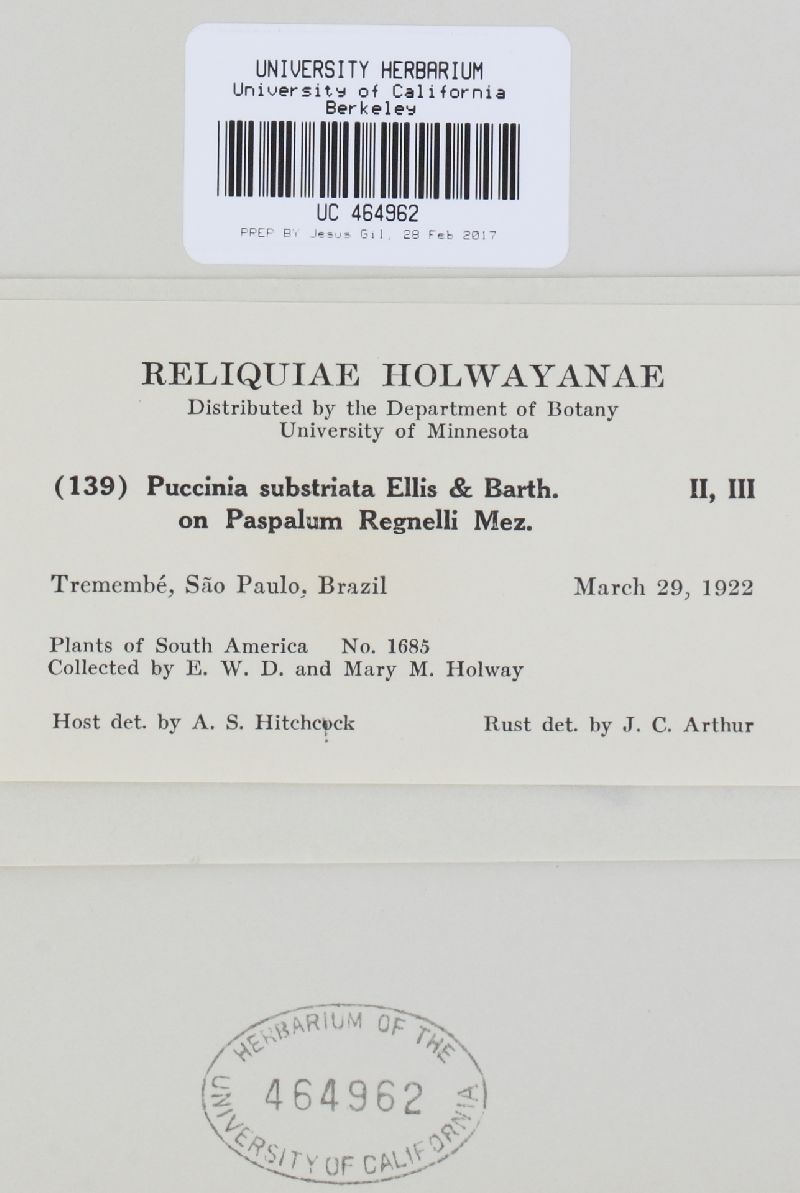 UNIVERSITY HERBARIUM
University of California
Berkeley
UC 464962
PREP BY Jesus Gil, 28 Feb 2017
RELIQUIAE HOLWAYANAE
Distributed by the Department of Botany
University of Minnesota
(139) Puccinia substriata Ellis & Barth. II, III
on Paspalum Regnelli Mez.
Tremembé, São Paulo, Brazil March 29, 1922
Plants of South America No. 1685
Collected by E. W. D. and Mary M. Holway
Host det. by A. S. Hitchcock Rust det. by J. C. Arthur
HERBARIUM OF THE
464962
UNIVERSITY OF CALIFORNIA